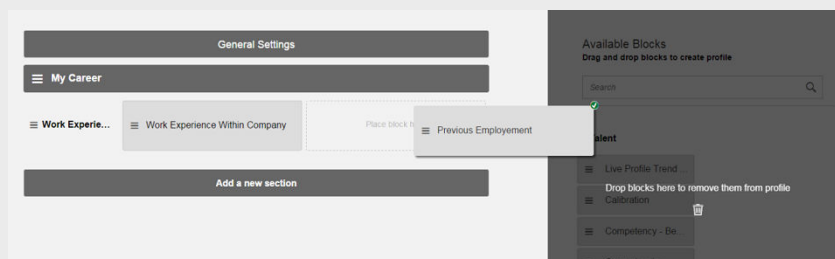 General Settings
My Career
Work Experie...
Work Experience Within Company
Place block h
Previous Employement
Add a new section
Available Blocks
Drag and drop blocks to create profile
Search
alent
Live Profile Trend ...
Drop blocks here to remove them from profile
Calibration
Competency - Be...